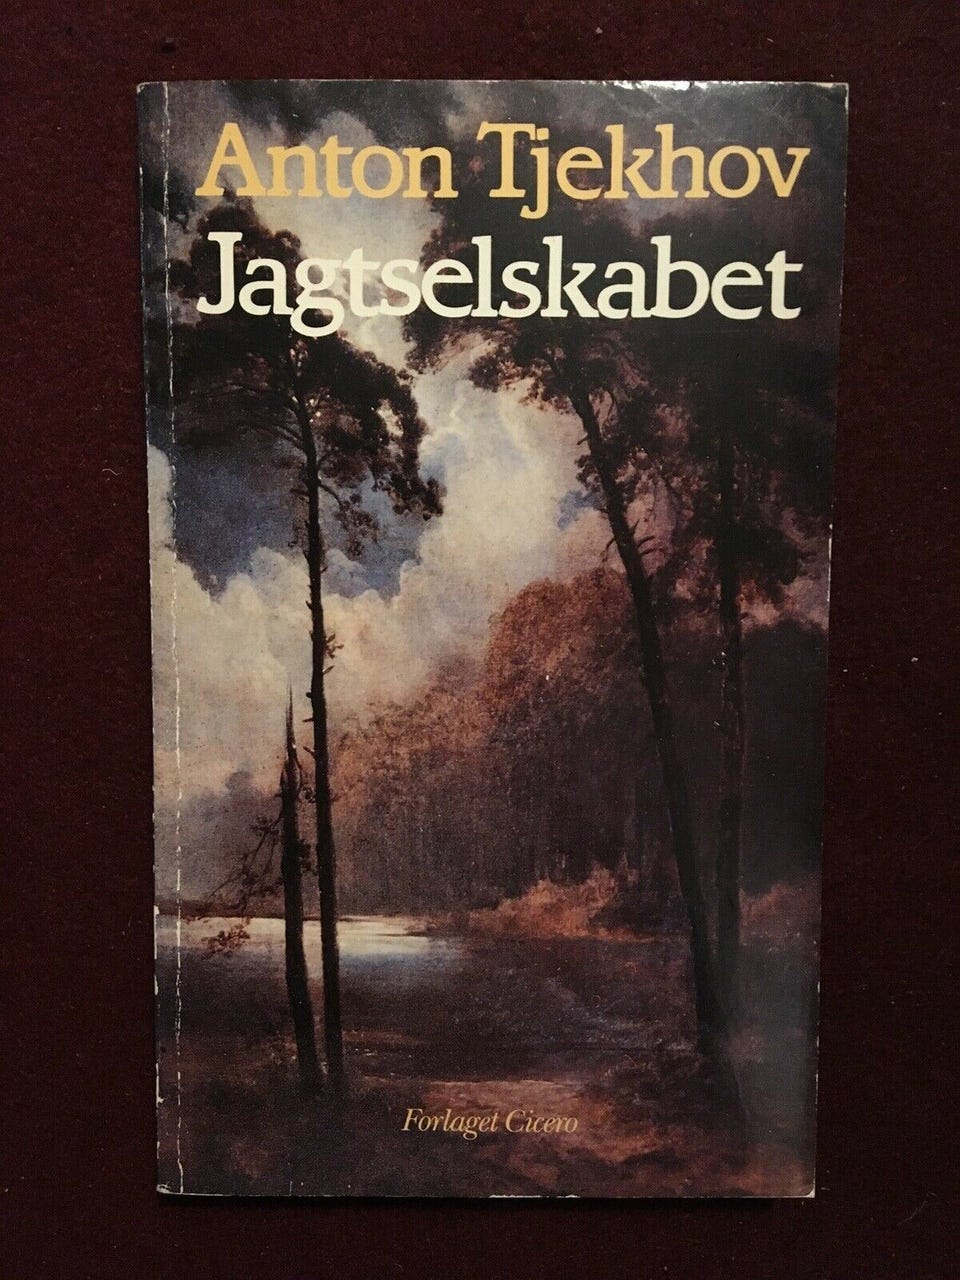 Anton Tjekhov
Jagtselskabet
Forlaget Cicero